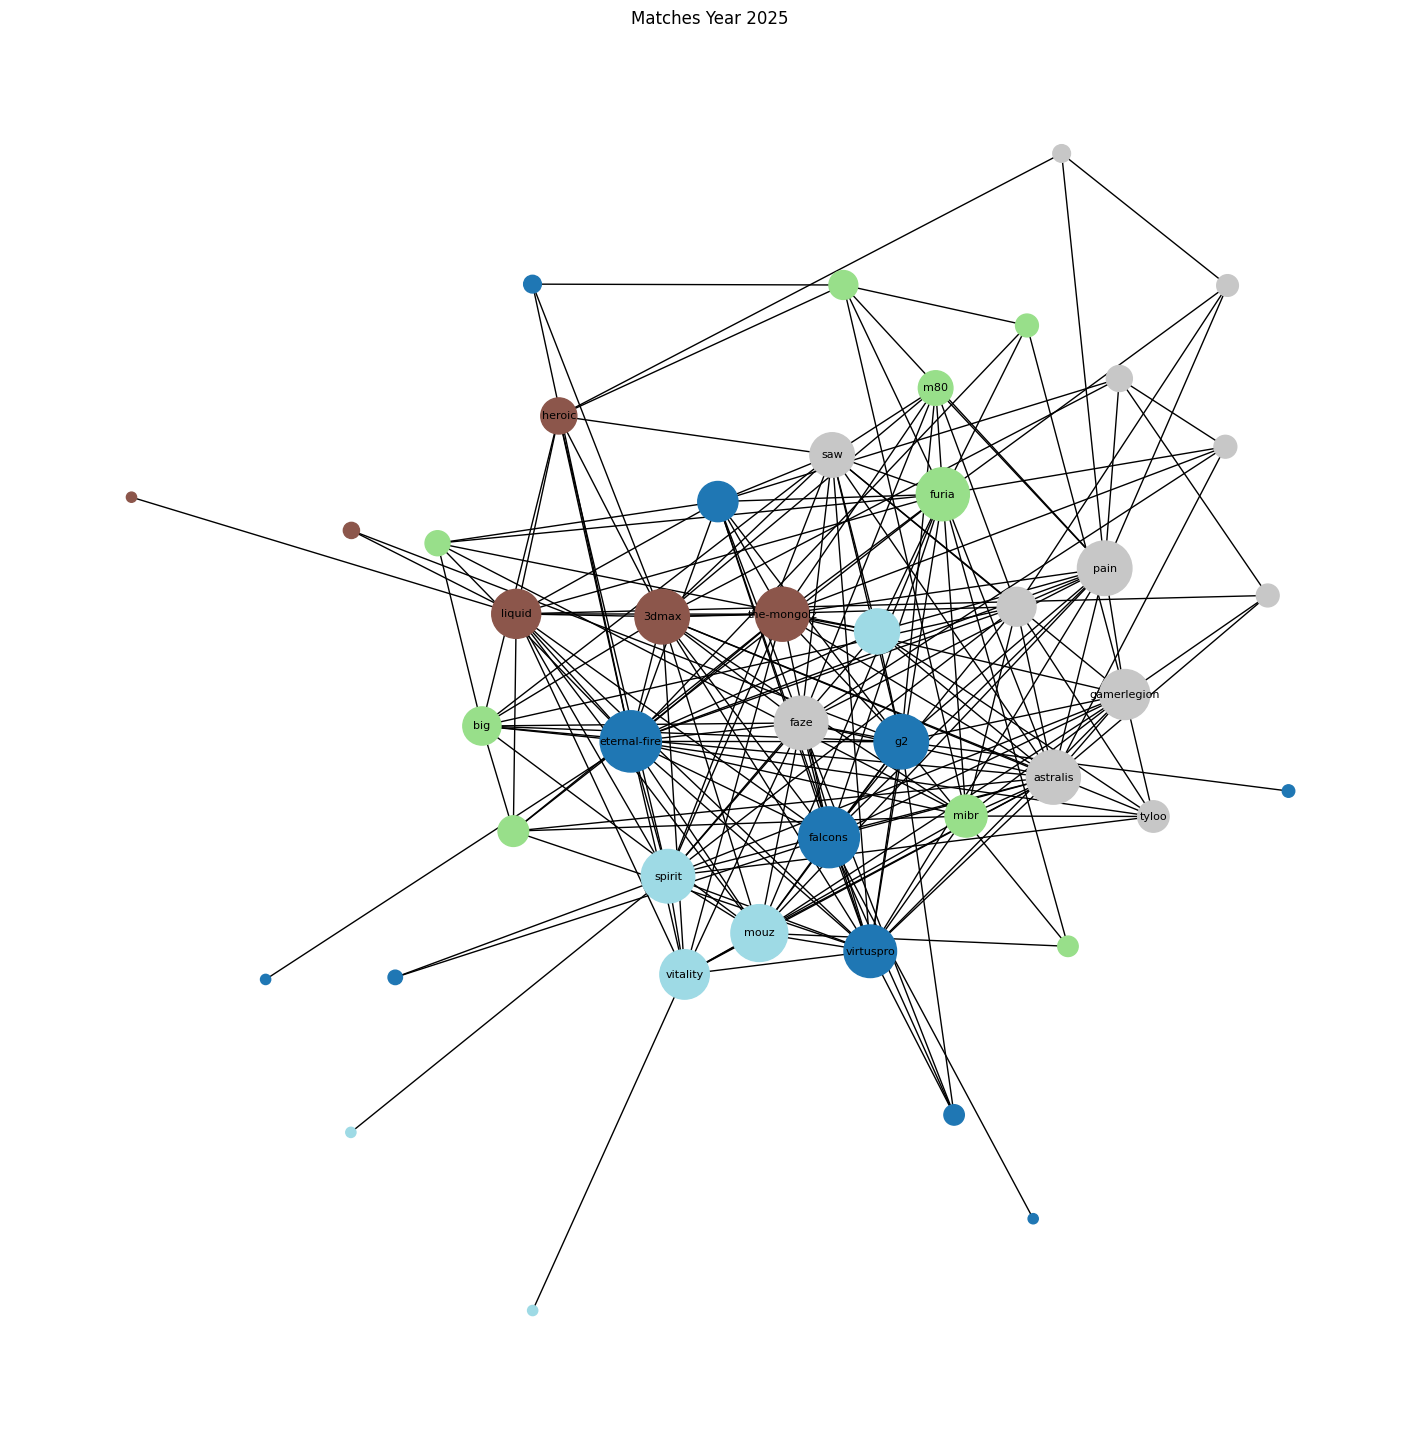 Matches Year 2025
m80
heroic
saw
furia
pain
liquid
3dmax
the-mongolz
gamerlegion
faze
big
eternal-fire
g2
astralis
mibr
tyloo
falcons
spirit
mouz
virtuspro
vitality